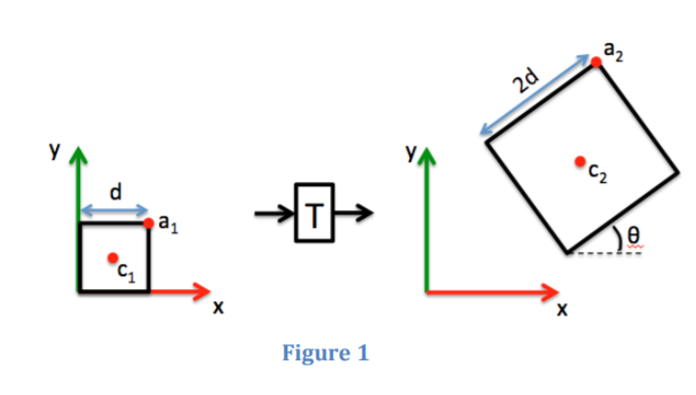 a₂
2d
y
d
a₁
c₁
x
T
y
c₂
θ
x
Figure 1